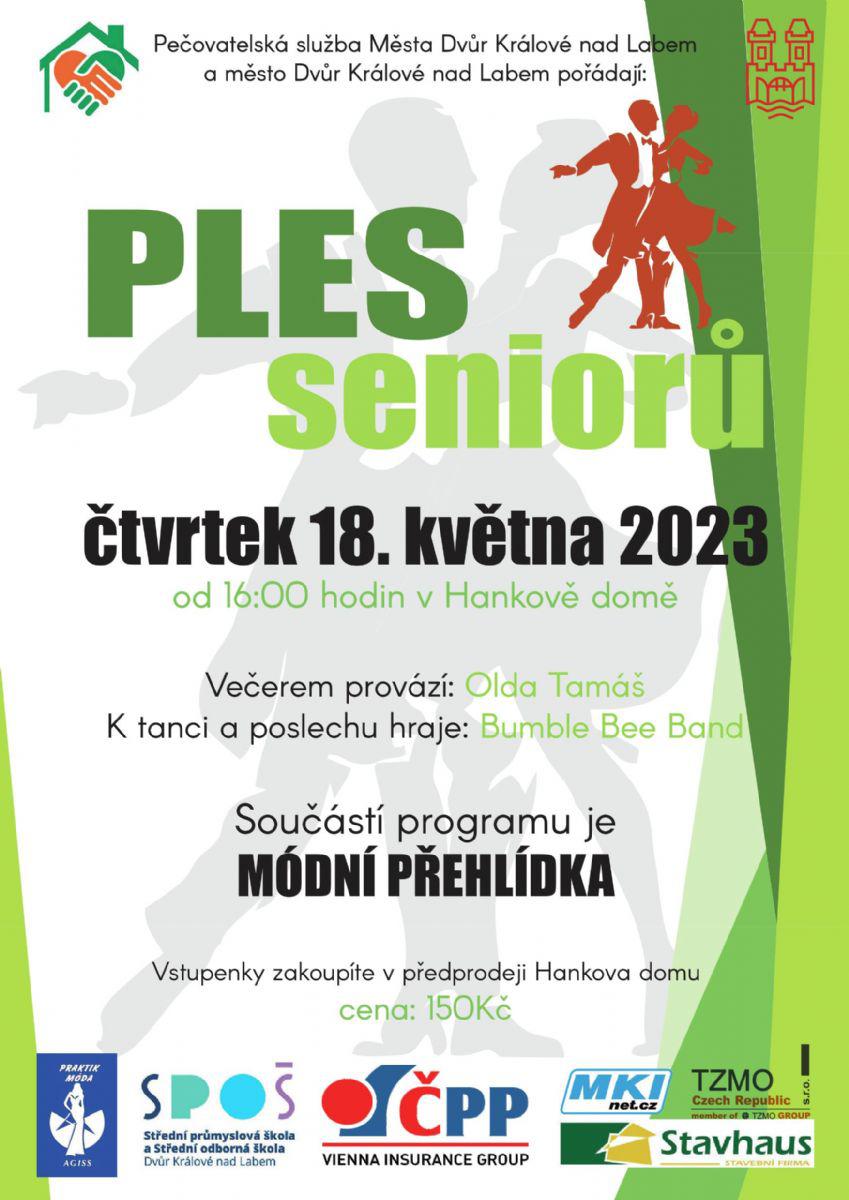 Pečovatelská služba Města Dvůr Králové nad Labem
a město Dvůr Králové nad Labem pořádají:
PLES
seniorů
čtvrtek 18. května 2023
od 16:00 hodin v Hankově domě
Večerem provází: Olda Tamáš
K tanci a poslechu hraje: Bumble Bee Band
Součástí programu je
MÓDNÍ PŘEHLÍDKA
Vstupenky zakoupíte v předprodeji Hankova domu
cena: 150Kč
PRAKTIK
MÓDA
AGISS
SPOŠ
Střední průmyslová škola
a Střední odborná škola
Dvůr Králové nad Labem
ČPP
VIENNA INSURANCE GROUP
MKI
net.cz
TZMO
Czech Republic
s.r.o.
member of TZMO GROUP
Stavhaus
STAVEBNÍ FIRMA